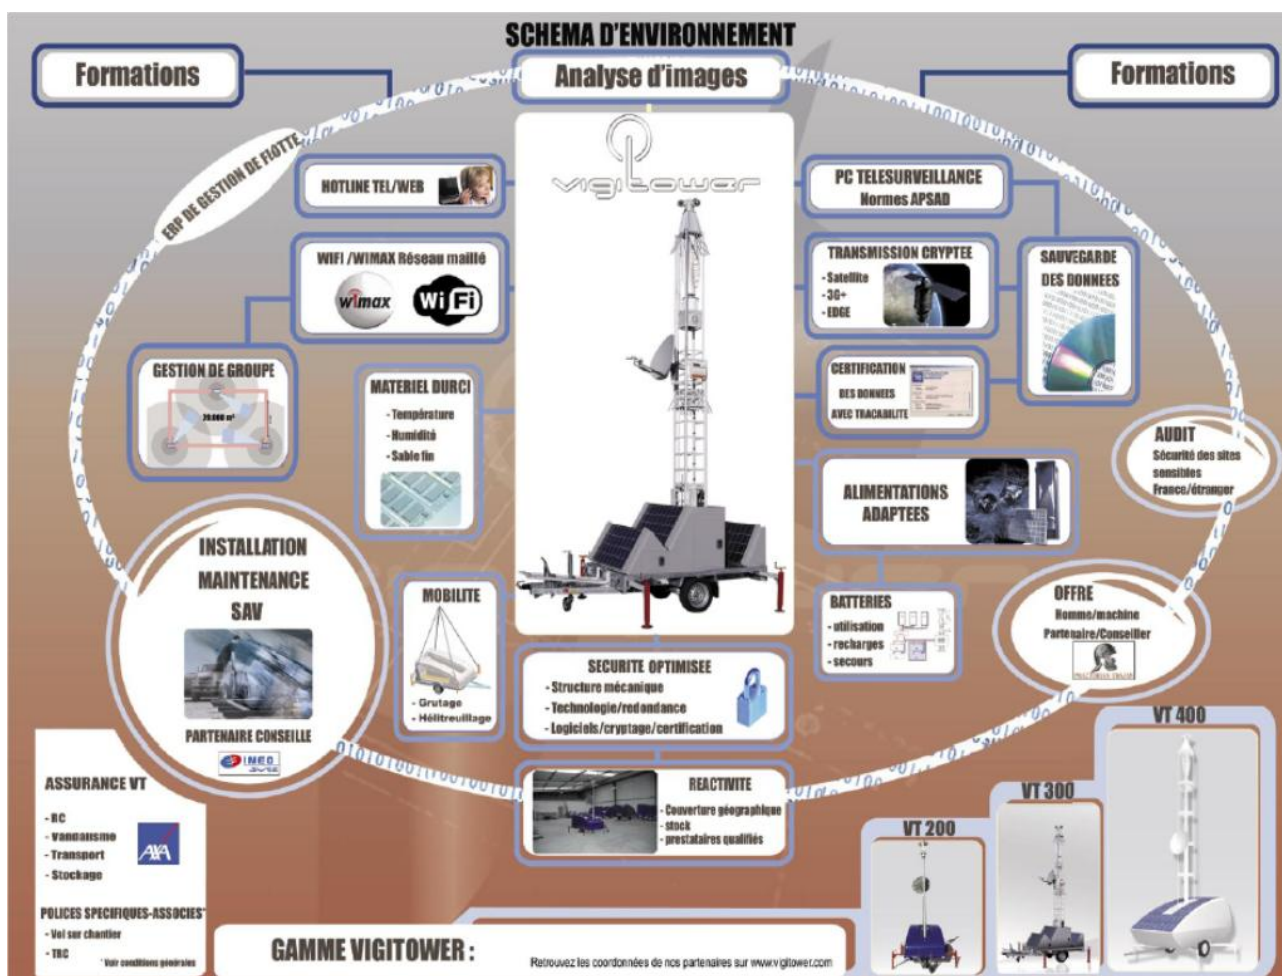 SCHEMA D'ENVIRONNEMENT
Formations
Analyse d'images
Formations
ERP DE GESTION DE FLOTTE
HOTLINE TEL/WEB
vigitower
PC TELESURVEILLANCE
Normes APSAD
WIFI /WIMAX Réseau maillé
wimax
Wi Fi
TRANSMISSION CRYPTEE
- Satellite
- 3G+
- EDGE
SAUVEGARDE
DES DONNEES
GESTION DE GROUPE
20.000 m²
MATERIEL DURCI
- Température
- Humidité
- Sable fin
CERTIFICATION
DES DONNEES
AVEC TRACABILITE
AUDIT
Sécurité des sites
sensibles
France/étranger
ALIMENTATIONS
ADAPTEES
INSTALLATION
MAINTENANCE
SAV
PARTENAIRE CONSEILLE
INEO
MOBILITE
- Grutage
- Hélitreuillage
BATTERIES
- utilisation
- recharges
- secours
OFFRE
Homme/machine
Partenaire/Conseiller
SECURITE OPTIMISEE
- Structure mécanique
- Technologie/redondance
- Logiciels/cryptage/certification
REACTIVITE
- Couverture géographique
- stock
- prestataires qualifiés
ASSURANCE VT
- RC
- Vandalisme
- Transport
- Stockage
AXA
POLICES SPECIFIQUES-ASSOCIES*
- Vol sur chantier
- TRC
* Voir conditions générales
VT 200
VT 300
VT 400
GAMME VIGITOWER :
Retrouvez les coordonnées de nos partenaires sur www.vigitower.com